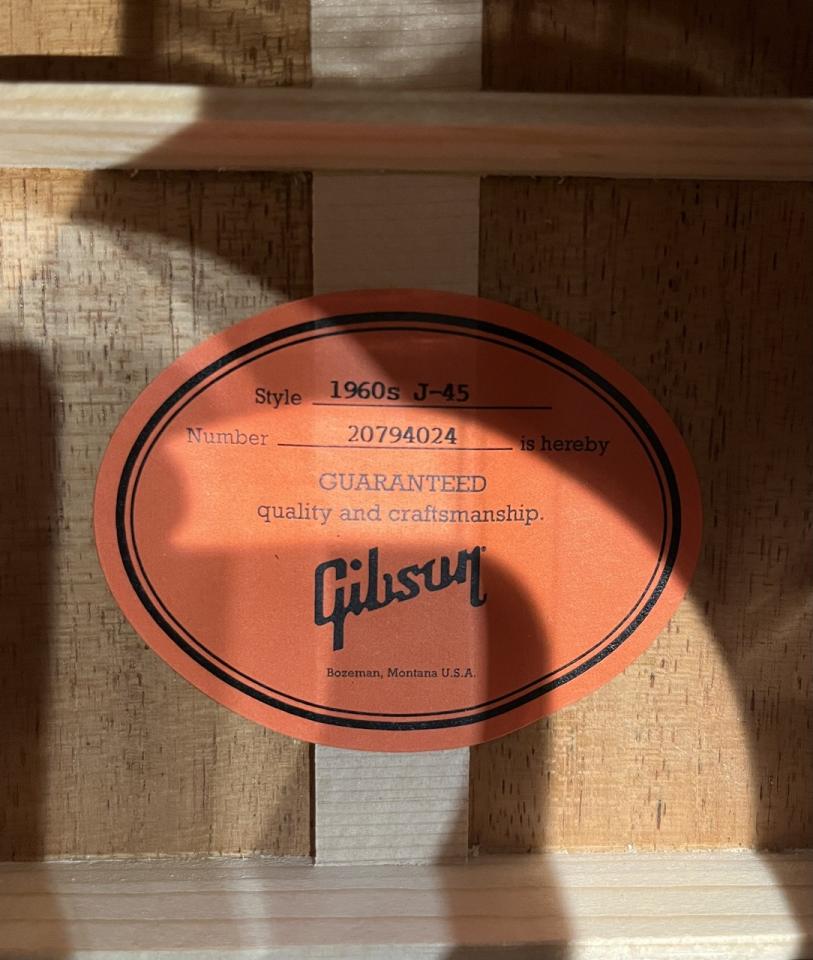 Style 1960s J-45
Number 20794024 is hereby
GUARANTEED
quality and craftsmanship.
Gibson
Bozeman, Montana U.S.A.